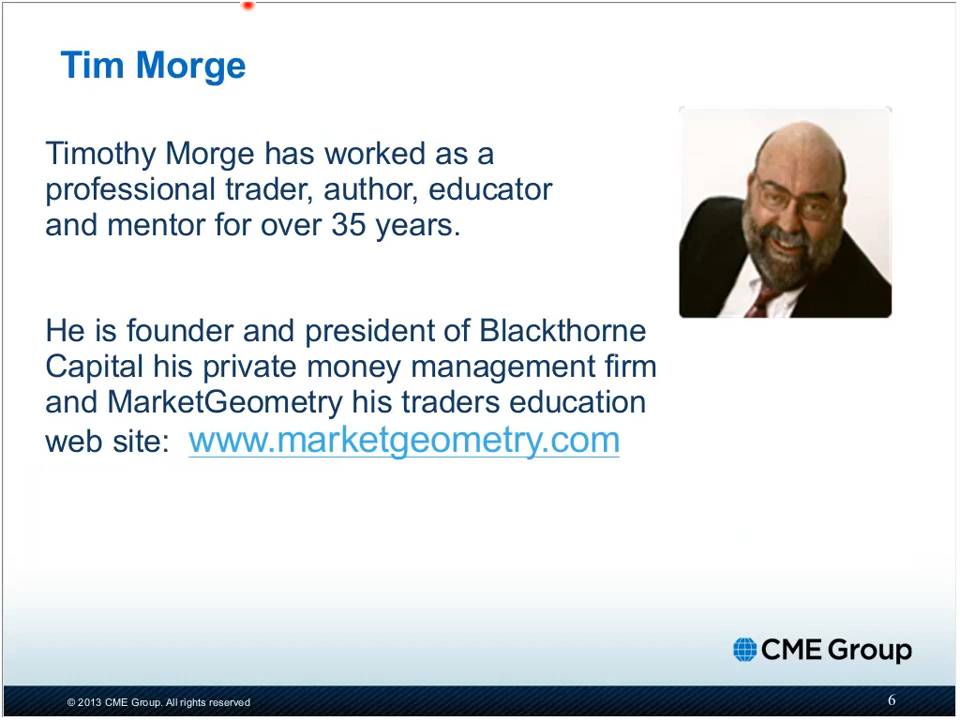 Tim Morge
Timothy Morge has worked as a
professional trader, author, educator
and mentor for over 35 years.
He is founder and president of Blackthorne
Capital his private money management firm
and MarketGeometry his traders education
web site: www.marketgeometry.com
CME Group
© 2013 CME Group. All rights reserved
6